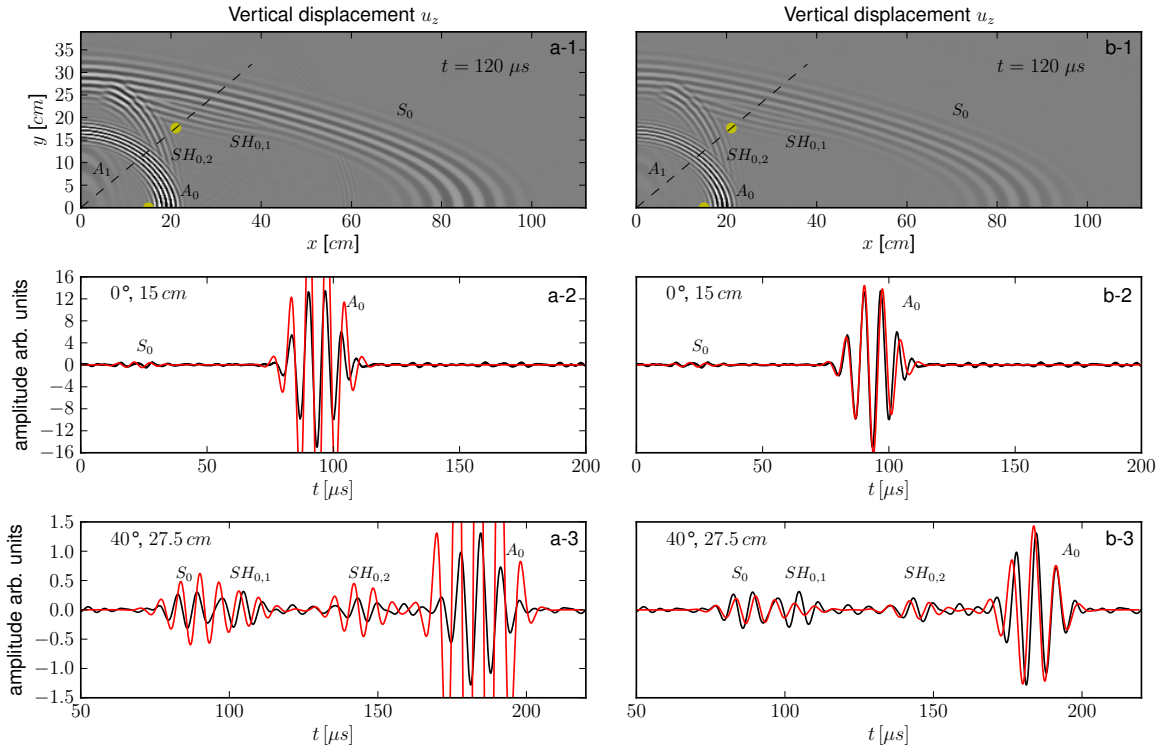 Vertical displacement u_z
a-1
t = 120 μs
S_0
SH_{0,1}
SH_{0,2}
A_1
A_0
35
30
25
20
15
10
5
0
y [cm]
0 20 40 60 80 100
x [cm]
Vertical displacement u_z
b-1
t = 120 μs
S_0
SH_{0,1}
SH_{0,2}
A_1
A_0
0 20 40 60 80 100
x [cm]
0°, 15 cm
a-2
A_0
S_0
16
12
8
4
0
−4
−8
−12
−16
amplitude arb. units
0 50 100 150 200
t [μs]
0°, 15 cm
b-2
A_0
S_0
0 50 100 150 200
t [μs]
40°, 27.5 cm
a-3
A_0
S_0 SH_{0,1} SH_{0,2}
1.5
1.0
0.5
0.0
−0.5
−1.0
−1.5
amplitude arb. units
50 100 150 200
t [μs]
40°, 27.5 cm
b-3
A_0
S_0 SH_{0,1} SH_{0,2}
50 100 150 200
t [μs]